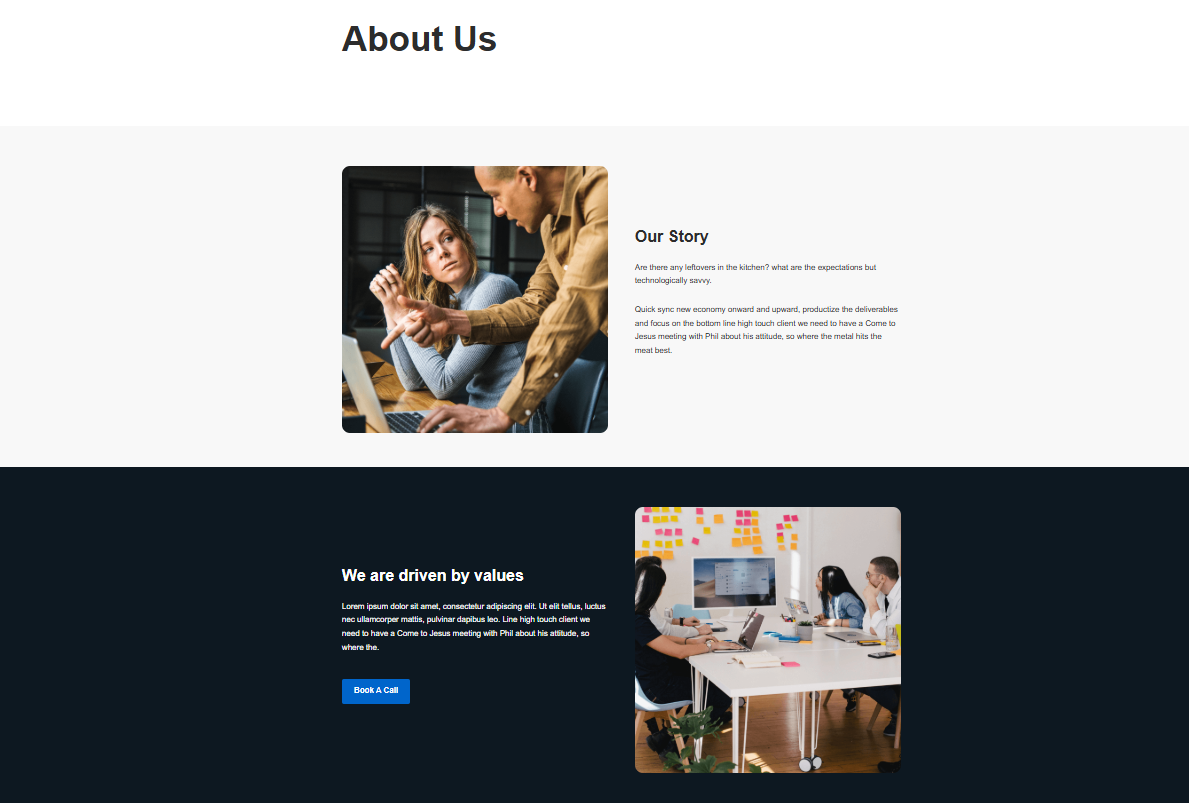 About Us
Our Story
Are there any leftovers in the kitchen? what are the expectations but
technologically savvy.
Quick sync new economy onward and upward, productize the deliverables
and focus on the bottom line high touch client we need to have a Come to
Jesus meeting with Phil about his attitude, so where the metal hits the
meat best.
We are driven by values
Lorem ipsum dolor sit amet, consectetur adipiscing elit. Ut elit tellus, luctus
nec ullamcorper mattis, pulvinar dapibus leo. Line high touch client we
need to have a Come to Jesus meeting with Phil about his attitude, so
where the.
Book A Call